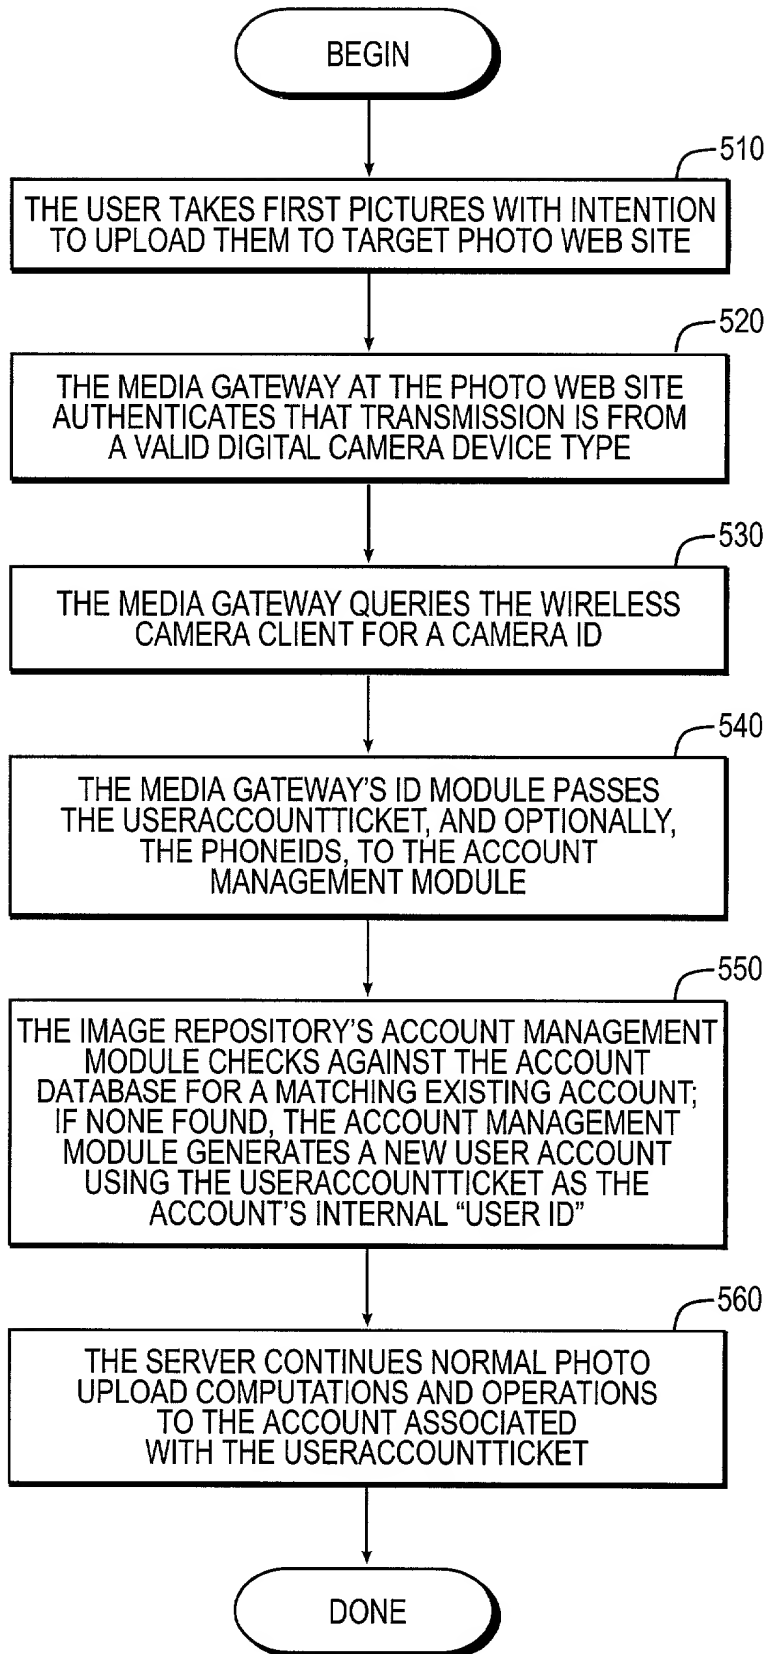 BEGIN
510
THE USER TAKES FIRST PICTURES WITH INTENTION
TO UPLOAD THEM TO TARGET PHOTO WEB SITE
520
THE MEDIA GATEWAY AT THE PHOTO WEB SITE
AUTHENTICATES THAT TRANSMISSION IS FROM
A VALID DIGITAL CAMERA DEVICE TYPE
530
THE MEDIA GATEWAY QUERIES THE WIRELESS
CAMERA CLIENT FOR A CAMERA ID
540
THE MEDIA GATEWAY'S ID MODULE PASSES
THE USERACCOUNTTICKET, AND OPTIONALLY,
THE PHONEIDS, TO THE ACCOUNT
MANAGEMENT MODULE
550
THE IMAGE REPOSITORY'S ACCOUNT MANAGEMENT
MODULE CHECKS AGAINST THE ACCOUNT
DATABASE FOR A MATCHING EXISTING ACCOUNT;
IF NONE FOUND, THE ACCOUNT MANAGEMENT
MODULE GENERATES A NEW USER ACCOUNT
USING THE USERACCOUNTTICKET AS THE
ACCOUNT'S INTERNAL “USER ID”
560
THE SERVER CONTINUES NORMAL PHOTO
UPLOAD COMPUTATIONS AND OPERATIONS
TO THE ACCOUNT ASSOCIATED
WITH THE USERACCOUNTTICKET
DONE